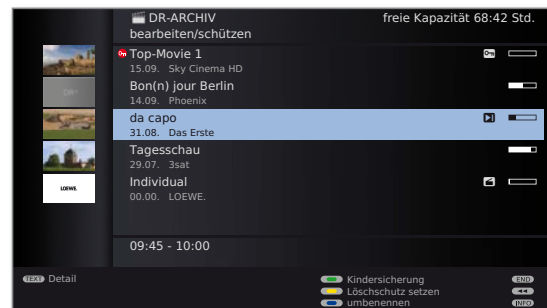 DR-ARCHIV
freie Kapazität 68:42 Std.
bearbeiten/schützen
Top-Movie 1
15.09. Sky Cinema HD
Bon(n) jour Berlin
14.09. Phoenix
da capo
31.08. Das Erste
Tagesschau
29.07. 3sat
Individual
00.00. LOEWE.
DR+
LOEWE.
09:45 - 10:00
TEXT Detail
Kindersicherung END
Löschschutz setzen
umbenennen INFO